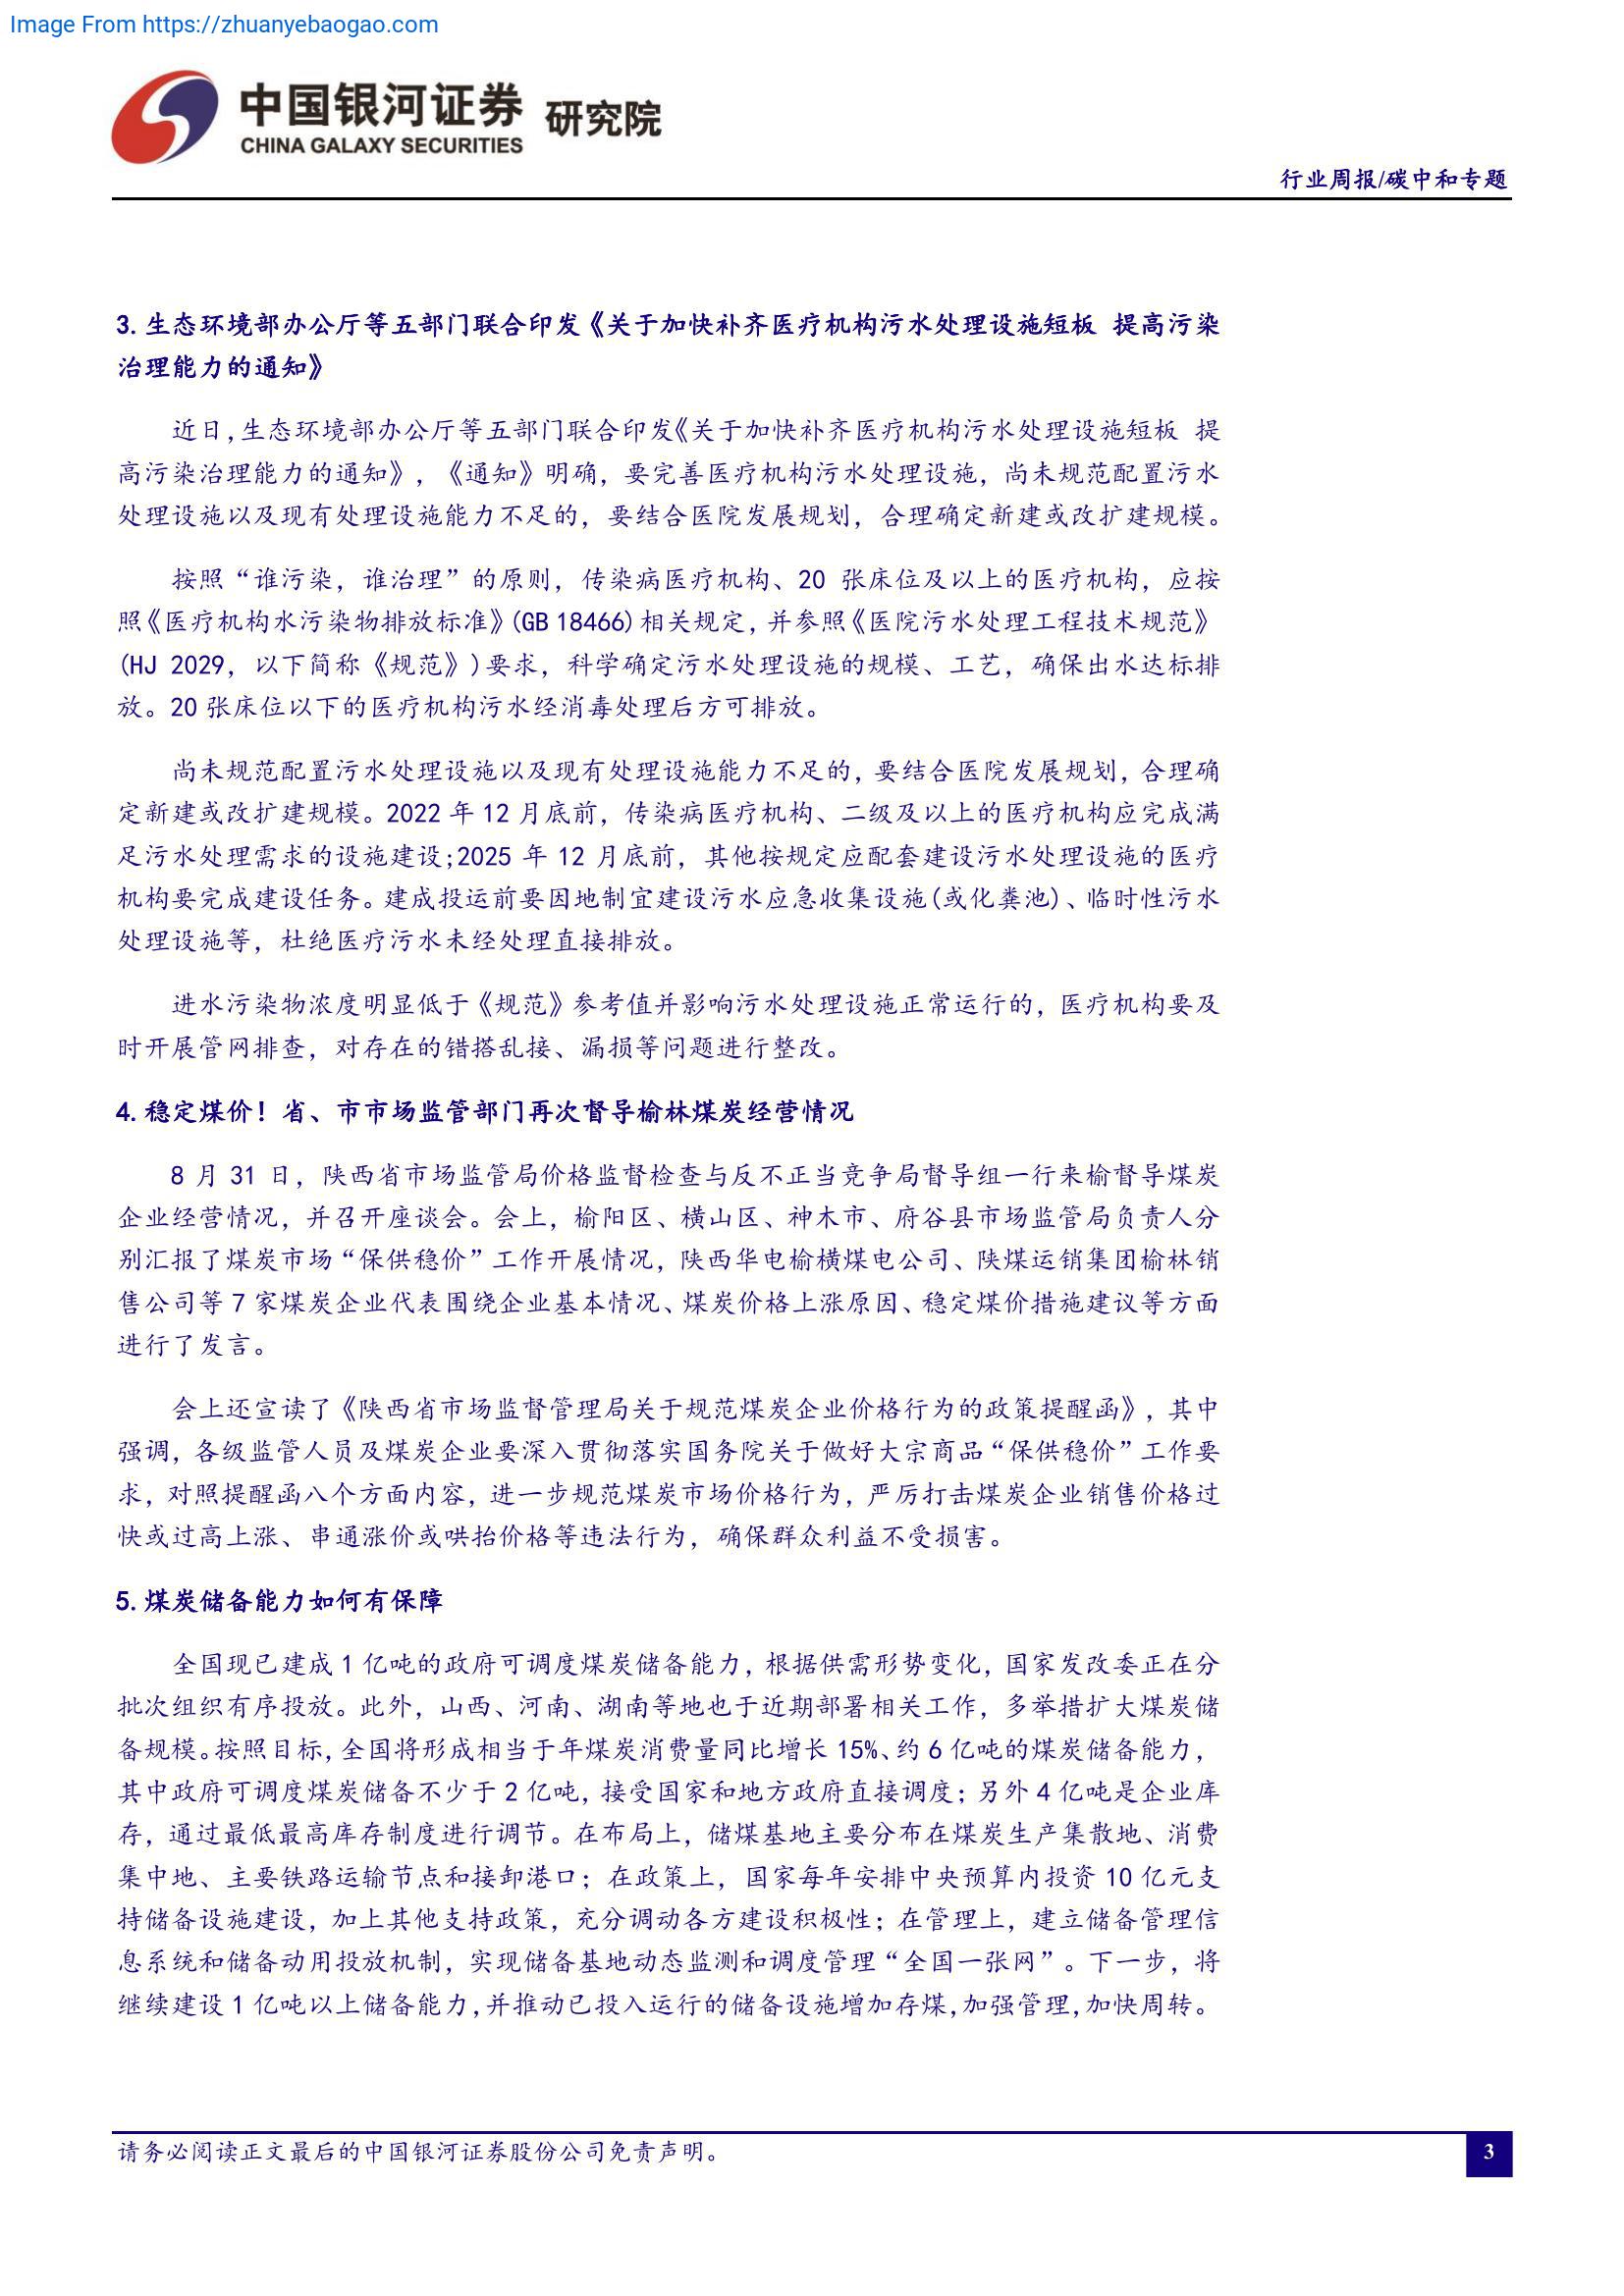 Image From https://zhuanyebaogao.com
中国银河证券 研究院
CHINA GALAXY SECURITIES
行业周报/碳中和专题
3. 生态环境部办公厅等五部门联合印发《关于加快补齐医疗机构污水处理设施短板 提高污染
治理能力的通知》
近日,生态环境部办公厅等五部门联合印发《关于加快补齐医疗机构污水处理设施短板 提
高污染治理能力的通知》，《通知》明确，要完善医疗机构污水处理设施，尚未规范配置污水
处理设施以及现有处理设施能力不足的，要结合医院发展规划，合理确定新建或改扩建规模。
按照“谁污染，谁治理”的原则，传染病医疗机构、20 张床位及以上的医疗机构，应按
照《医疗机构水污染物排放标准》(GB 18466)相关规定，并参照《医院污水处理工程技术规范》
(HJ 2029，以下简称《规范》)要求，科学确定污水处理设施的规模、工艺，确保出水达标排
放。20 张床位以下的医疗机构污水经消毒处理后方可排放。
尚未规范配置污水处理设施以及现有处理设施能力不足的，要结合医院发展规划，合理确
定新建或改扩建规模。2022 年 12 月底前，传染病医疗机构、二级及以上的医疗机构应完成满
足污水处理需求的设施建设;2025 年 12 月底前，其他按规定应配套建设污水处理设施的医疗
机构要完成建设任务。建成投运前要因地制宜建设污水应急收集设施(或化粪池)、临时性污水
处理设施等，杜绝医疗污水未经处理直接排放。
进水污染物浓度明显低于《规范》参考值并影响污水处理设施正常运行的，医疗机构要及
时开展管网排查，对存在的错搭乱接、漏损等问题进行整改。
4. 稳定煤价！省、市市场监管部门再次督导榆林煤炭经营情况
8 月 31 日，陕西省市场监管局价格监督检查与反不正当竞争局督导组一行来榆督导煤炭
企业经营情况，并召开座谈会。会上，榆阳区、横山区、神木市、府谷县市场监管局负责人分
别汇报了煤炭市场“保供稳价”工作开展情况，陕西华电榆横煤电公司、陕煤运销集团榆林销
售公司等 7 家煤炭企业代表围绕企业基本情况、煤炭价格上涨原因、稳定煤价措施建议等方面
进行了发言。
会上还宣读了《陕西省市场监督管理局关于规范煤炭企业价格行为的政策提醒函》，其中
强调，各级监管人员及煤炭企业要深入贯彻落实国务院关于做好大宗商品“保供稳价”工作要
求，对照提醒函八个方面内容，进一步规范煤炭市场价格行为，严厉打击煤炭企业销售价格过
快或过高上涨、串通涨价或哄抬价格等违法行为，确保群众利益不受损害。
5. 煤炭储备能力如何有保障
全国现已建成 1 亿吨的政府可调度煤炭储备能力，根据供需形势变化，国家发改委正在分
批次组织有序投放。此外，山西、河南、湖南等地也于近期部署相关工作，多举措扩大煤炭储
备规模。按照目标，全国将形成相当于年煤炭消费量同比增长 15%、约 6 亿吨的煤炭储备能力，
其中政府可调度煤炭储备不少于 2 亿吨，接受国家和地方政府直接调度；另外 4 亿吨是企业库
存，通过最低最高库存制度进行调节。在布局上，储煤基地主要分布在煤炭生产集散地、消费
集中地、主要铁路运输节点和接卸港口；在政策上，国家每年安排中央预算内投资 10 亿元支
持储备设施建设，加上其他支持政策，充分调动各方建设积极性；在管理上，建立储备管理信
息系统和储备动用投放机制，实现储备基地动态监测和调度管理“全国一张网”。下一步，将
继续建设 1 亿吨以上储备能力,并推动已投入运行的储备设施增加存煤,加强管理,加快周转。
请务必阅读正文最后的中国银河证券股份公司免责声明。
3